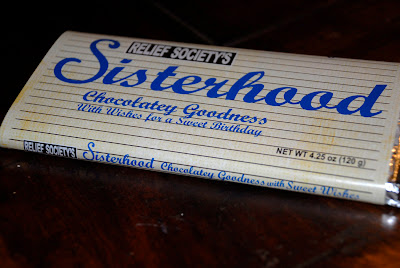 RELIEF SOCIETY'S
Sisterhood
Chocolatey Goodness
With Wishes for a Sweet Birthday
NET WT 4.25 oz (120 g)
RELIEF SOCIETY'S Sisterhood Chocolatey Goodness with Sweet Wishes